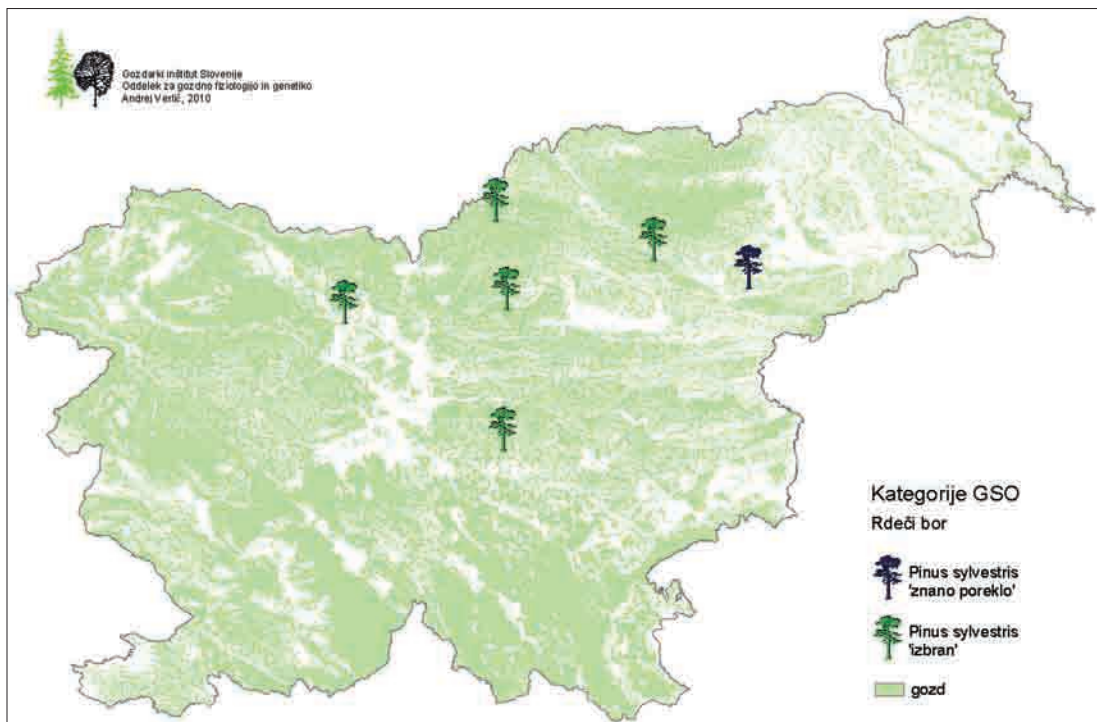 Gozdarki inštitut Slovenije
Oddelek za gozdno fiziologijo in genetiko
Andrej Verlič, 2010
Kategorije GSO
Rdeči bor
Pinus sylvestris
'znano poreklo'
Pinus sylvestris
'izbran'
gozd